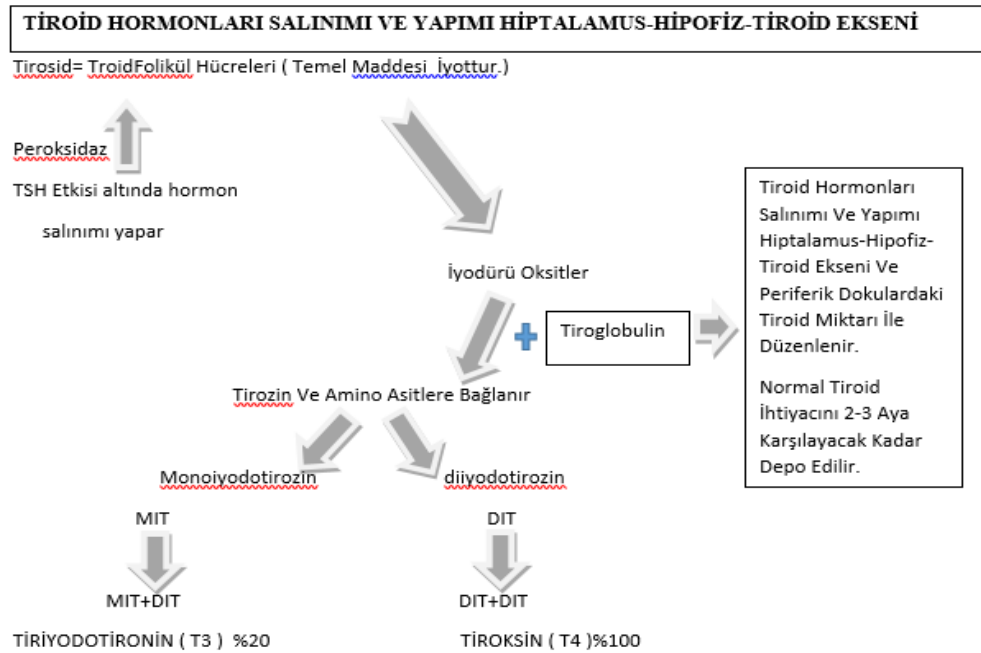 TİROİD HORMONLARI SALINIMI VE YAPIMI HİPTALAMUS-HİPOFİZ-TİROİD EKSENİ
Tirosid= TroidFolikül Hücreleri ( Temel Maddesi İyottur.)
Peroksidaz
TSH Etkisi altında hormon
salınımı yapar
İyodürü Oksitler
Tiroglobulin
Tiroid Hormonları
Salınımı Ve Yapımı
Hiptalamus-Hipofiz-
Tiroid Ekseni Ve
Periferik Dokulardaki
Tiroid Miktarı İle
Düzenlenir.
Normal Tiroid
İhtiyacını 2-3 Aya
Karşılayacak Kadar
Depo Edilir.
Tirozin Ve Amino Asitlere Bağlanır
Monoiyodotirozin
diiyodotirozin
MIT
DIT
MIT+DIT
DIT+DIT
TİRİYODOTİRONİN ( T3 ) %20
TİROKSİN ( T4 )%100